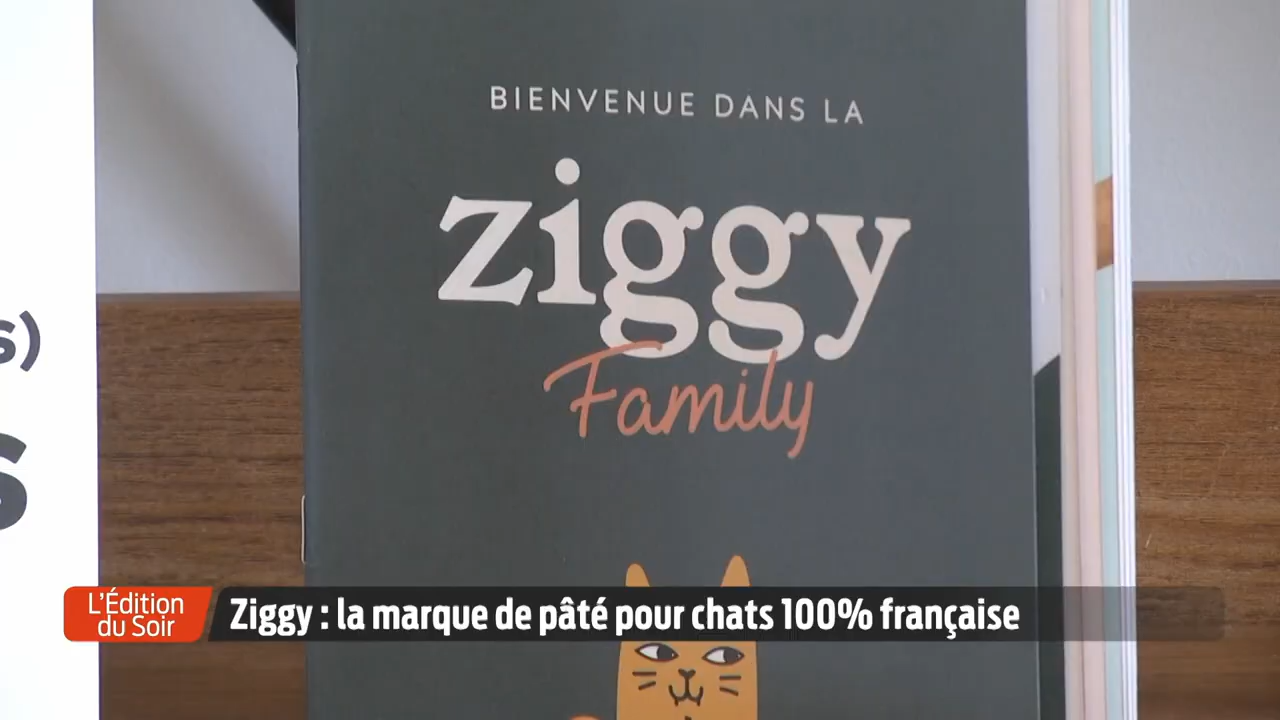 BIENVENUE DANS LA
ziggy
Family
s)
s
L'Édition
du Soir
Ziggy : la marque de pâté pour chats 100% française